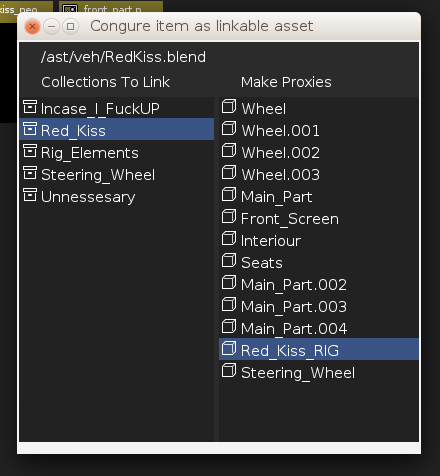 front_part.p
Congure item as linkable asset
/ast/veh/RedKiss.blend
Collections To Link
Make Proxies
Incase_I_FuckUP
Red_Kiss
Rig_Elements
Steering_Wheel
Unnessesary
Wheel
Wheel.001
Wheel.002
Wheel.003
Main_Part
Front_Screen
Interiour
Seats
Main_Part.002
Main_Part.003
Main_Part.004
Red_Kiss_RIG
Steering_Wheel